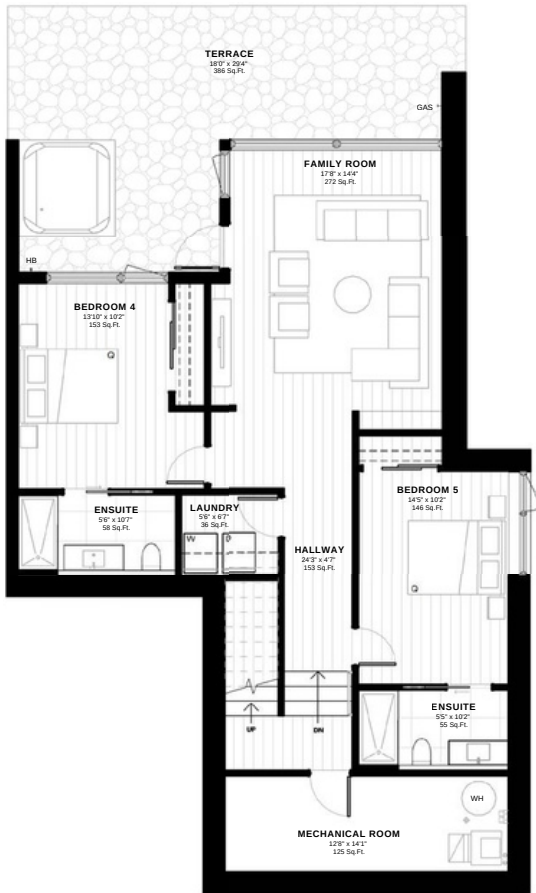 TERRACE
18'0" x 29'4"
386 Sq.Ft.
GAS
FAMILY ROOM
17'8" x 14'4"
272 Sq.Ft.
HB
BEDROOM 4
13'10" x 10'2"
153 Sq.Ft.
BEDROOM 5
14'5" x 10'2"
146 Sq.Ft.
ENSUITE
5'6" x 10'7"
58 Sq.Ft.
LAUNDRY
5'6" x 6'7"
36 Sq.Ft.
W
D
HALLWAY
24'3" x 4'7"
153 Sq.Ft.
ENSUITE
5'5" x 10'2"
55 Sq.Ft.
UP
DN
WH
MECHANICAL ROOM
12'8" x 14'1"
125 Sq.Ft.